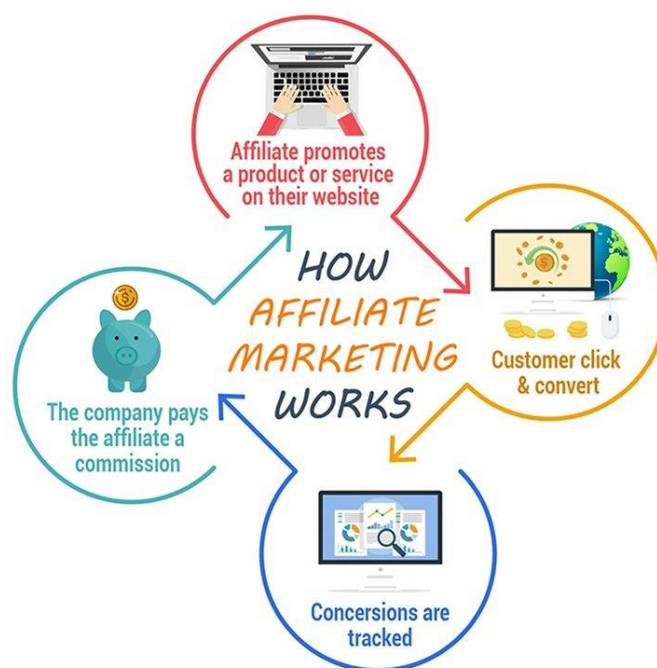 Affiliate promotes
a product or service
on their website
HOW
AFFILIATE
MARKETING
WORKS
Customer click
& convert
Concersions are
tracked
The company pays
the affiliate a
commission